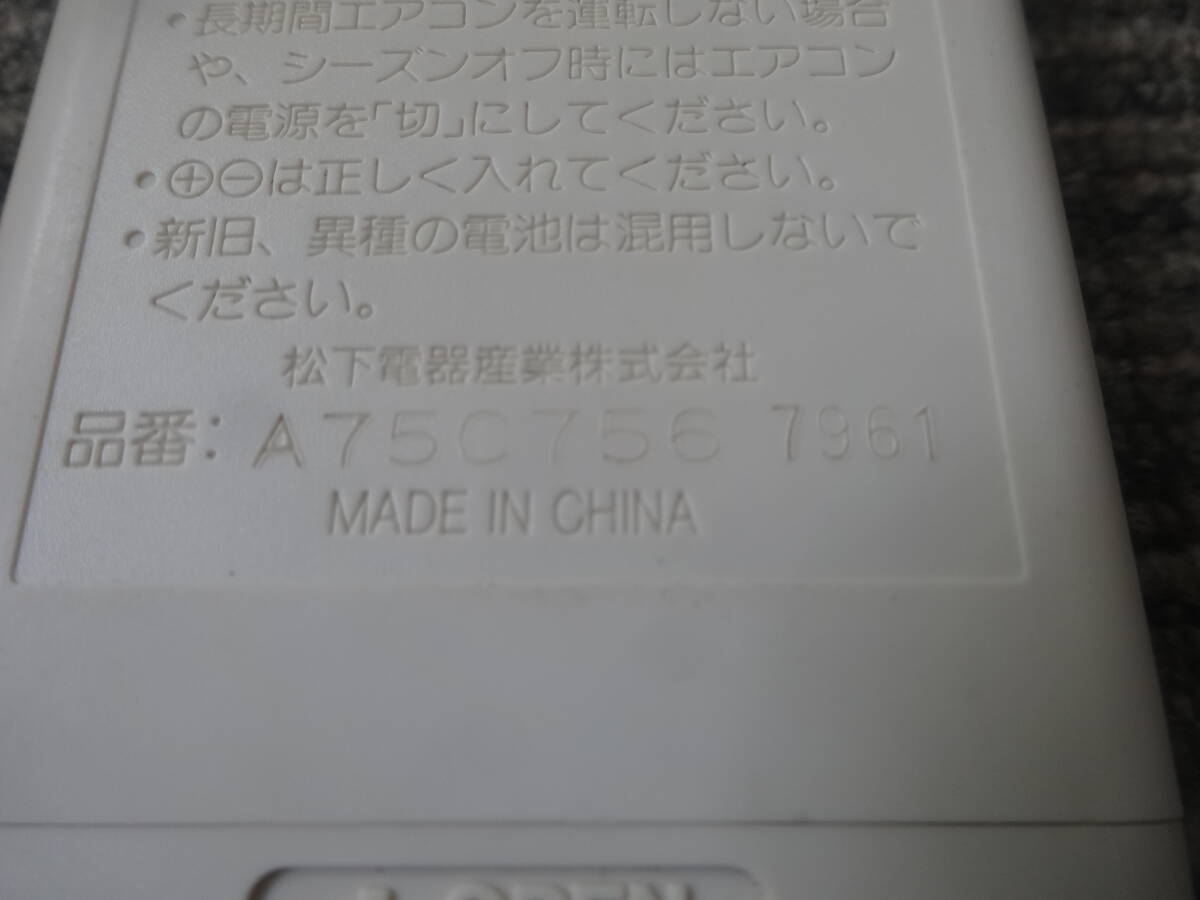 ・長期間エアコンを運転しない場合
や、シーズンオフ時にはエアコン
の電源を「切」にしてください。
・⊕⊖は正しく入れてください。
・新旧、異種の電池は混用しないで
ください。
松下電器産業株式会社
品番: A75C756 7961
MADE IN CHINA
OPEN